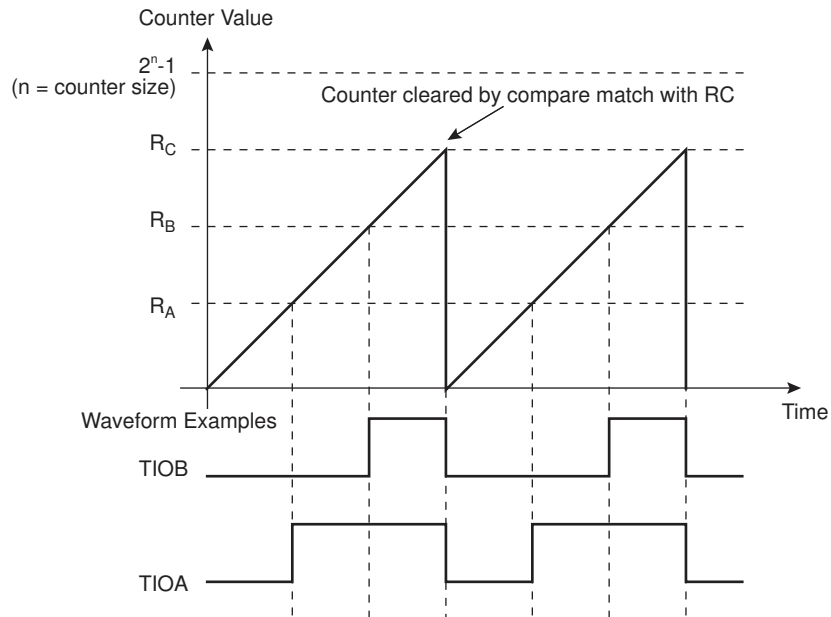 Counter Value
2ⁿ-1
(n = counter size)
Counter cleared by compare match with RC
R_C
R_B
R_A
Time
Waveform Examples
TIOB
TIOA